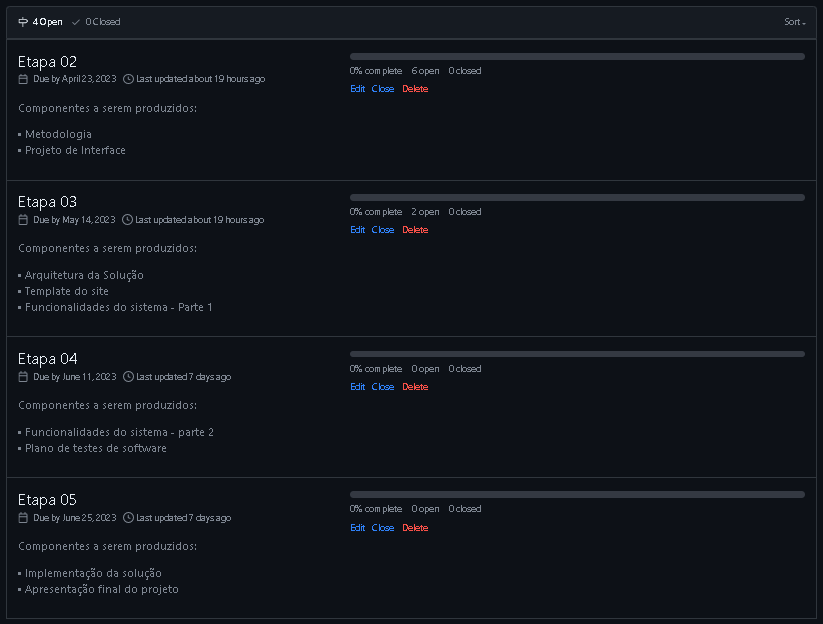 4 Open 0 Closed Sort
Etapa 02
Due by April 23, 2023 Last updated about 19 hours ago
0% complete 6 open 0 closed
Edit Close Delete
Componentes a serem produzidos:
• Metodologia
• Projeto de Interface
Etapa 03
Due by May 14, 2023 Last updated about 19 hours ago
0% complete 2 open 0 closed
Edit Close Delete
Componentes a serem produzidos:
• Arquitetura da Solução
• Template do site
• Funcionalidades do sistema - Parte 1
Etapa 04
Due by June 11, 2023 Last updated 7 days ago
0% complete 0 open 0 closed
Edit Close Delete
Componentes a serem produzidos:
• Funcionalidades do sistema - parte 2
• Plano de testes de software
Etapa 05
Due by June 25, 2023 Last updated 7 days ago
0% complete 0 open 0 closed
Edit Close Delete
Componentes a serem produzidos:
• Implementação da solução
• Apresentação final do projeto